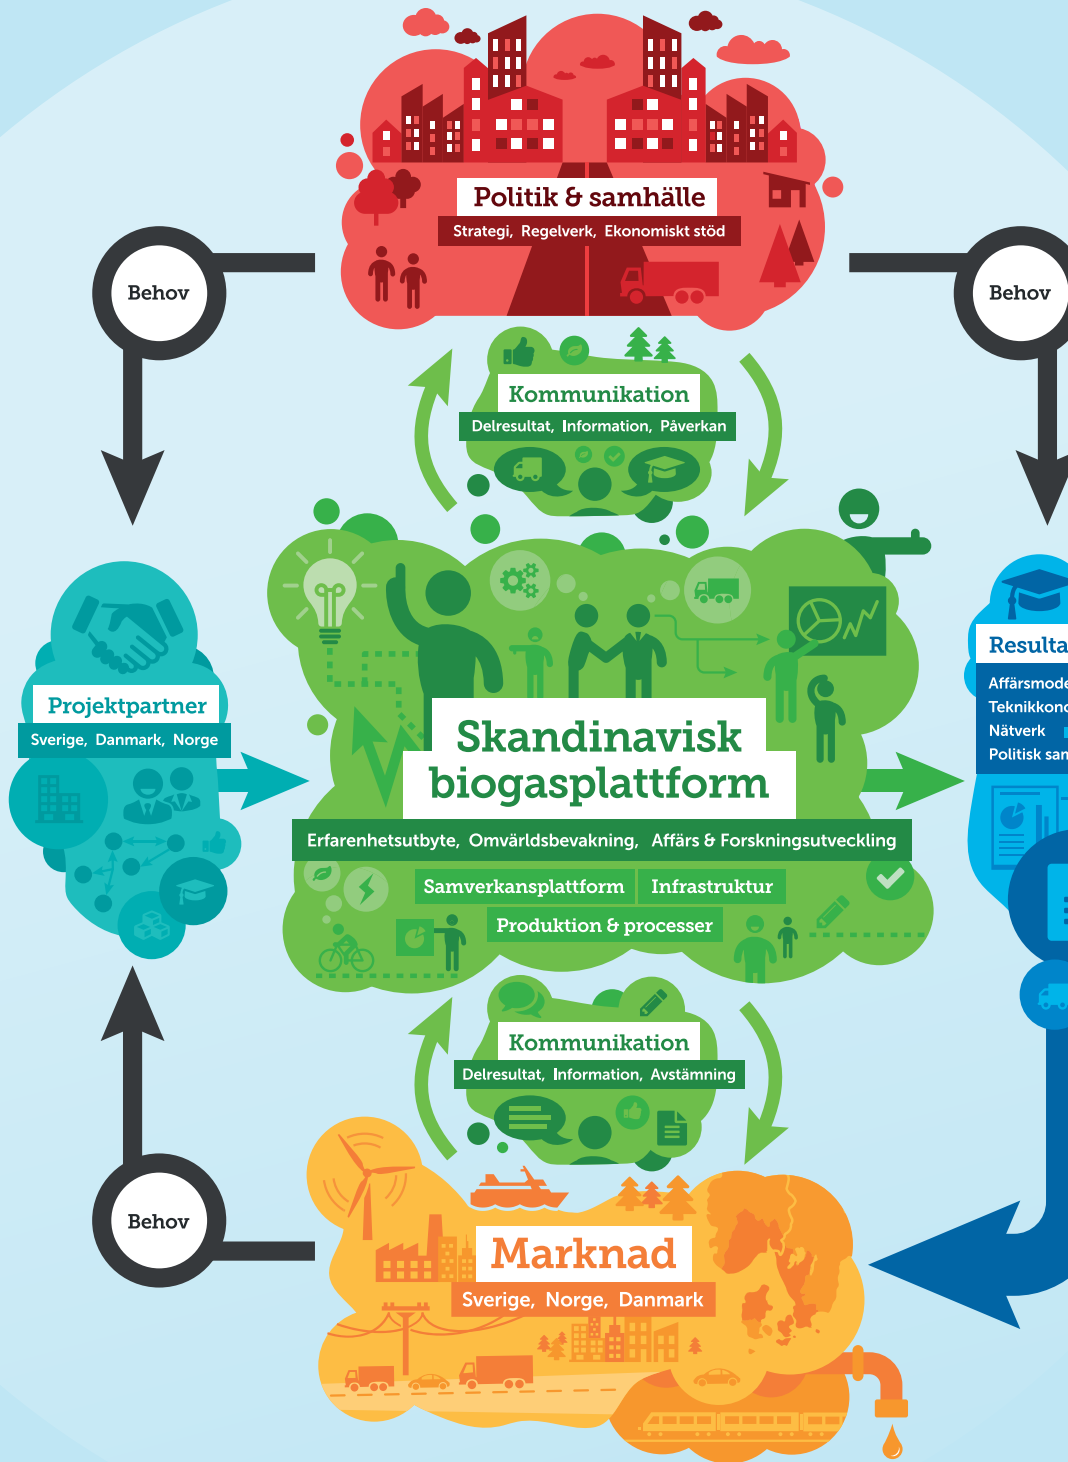 Politik & samhälle
Strategi, Regelverk, Ekonomiskt stöd
Behov
Behov
Kommunikation
Delresultat, Information, Påverkan
Projektpartner
Sverige, Danmark, Norge
Skandinavisk
biogasplattform
Erfarenhetsutbyte, Omvärldsbevakning, Affärs & Forskningsutveckling
Samverkansplattform
Infrastruktur
Produktion & processer
Nätverk
Politisk
Kommunikation
Delresultat, Information, Avstämning
Behov
Marknad
Sverige, Norge, Danmark